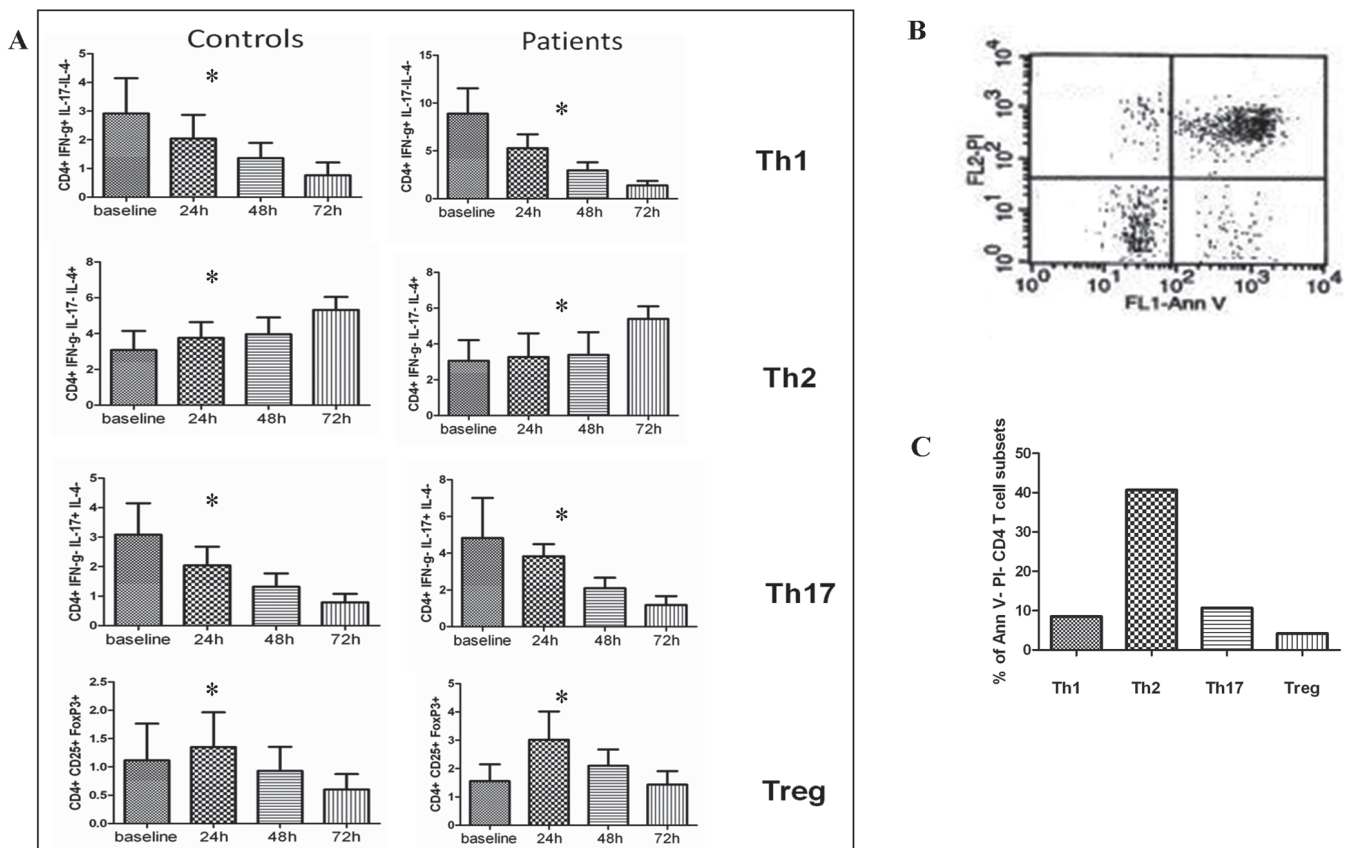 A
Controls
Patients
CD4+ IFN-g+ IL-17-IL-4-
5
4
3
2
1
0
baseline 24h 48h 72h
*
CD4+ IFN-g+ IL-17-IL-4-
15
10
5
0
baseline 24h 48h 72h
*
Th1
CD4+ IFN-g- IL-17- IL-4+
8
6
4
2
0
baseline 24h 48h 72h
*
CD4+ IFN-g- IL-17- IL-4+
8
6
4
2
0
baseline 24h 48h 72h
*
Th2
CD4+ IFN-g- IL-17+ IL-4-
5
4
3
2
1
0
baseline 24h 48h 72h
*
CD4+ IFN-g- IL-17+ IL-4-
8
6
4
2
0
baseline 24h 48h 72h
*
Th17
CD4+ CD25+ FoxP3+
2.5
2.0
1.5
1.0
0.5
0.0
baseline 24h 48h 72h
*
CD4+ CD25+ FoxP3+
5
4
3
2
1
0
baseline 24h 48h 72h
*
Treg
B
FL2-PI
10⁴
10³
10²
10¹
10⁰
10⁰ 10¹ 10² 10³ 10⁴
FL1-Ann V
C
% of Ann V- PI- CD4 T cell subsets
50
40
30
20
10
0
Th1 Th2 Th17 Treg